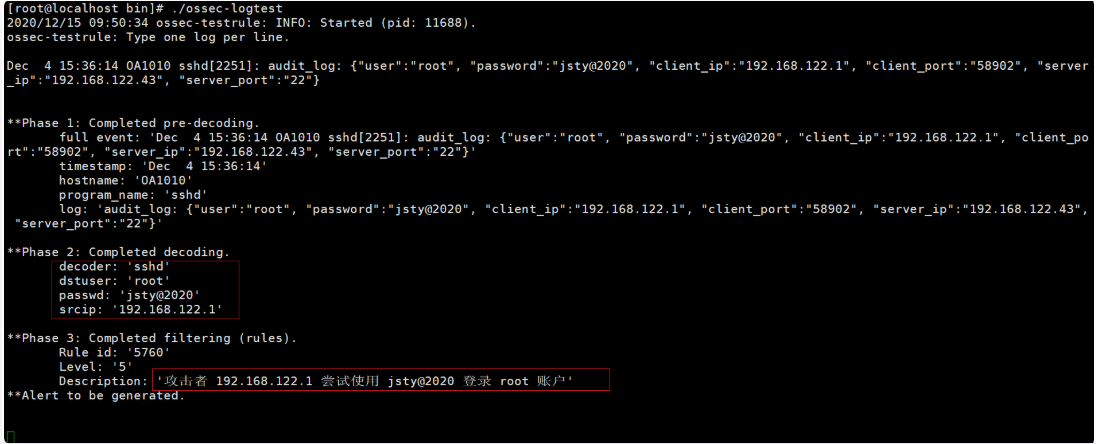 [root@localhost bin]# ./ossec-logtest
2020/12/15 09:50:34 ossec-testrule: INFO: Started (pid: 11688).
ossec-testrule: Type one log per line.
Dec  4 15:36:14 OA1010 sshd[2251]: audit_log: {"user":"root", "password":"jsty@2020", "client_ip":"192.168.122.1", "client_port":"58902", "server
_ip":"192.168.122.43", "server_port":"22"}
**Phase 1: Completed pre-decoding.
full event: 'Dec  4 15:36:14 OA1010 sshd[2251]: audit_log: {"user":"root", "password":"jsty@2020", "client_ip":"192.168.122.1", "client_po
rt":"58902", "server_ip":"192.168.122.43", "server_port":"22"}'
timestamp: 'Dec  4 15:36:14'
hostname: 'OA1010'
program_name: 'sshd'
log: 'audit_log: {"user":"root", "password":"jsty@2020", "client_ip":"192.168.122.1", "client_port":"58902", "server_ip":"192.168.122.43",
"server_port":"22"}'
**Phase 2: Completed decoding.
decoder: 'sshd'
dstuser: 'root'
passwd: 'jsty@2020'
srcip: '192.168.122.1'
**Phase 3: Completed filtering (rules).
Rule id: '5760'
Level: '5'
Description: '攻击者 192.168.122.1 尝试使用 jsty@2020 登录 root 账户'
**Alert to be generated.